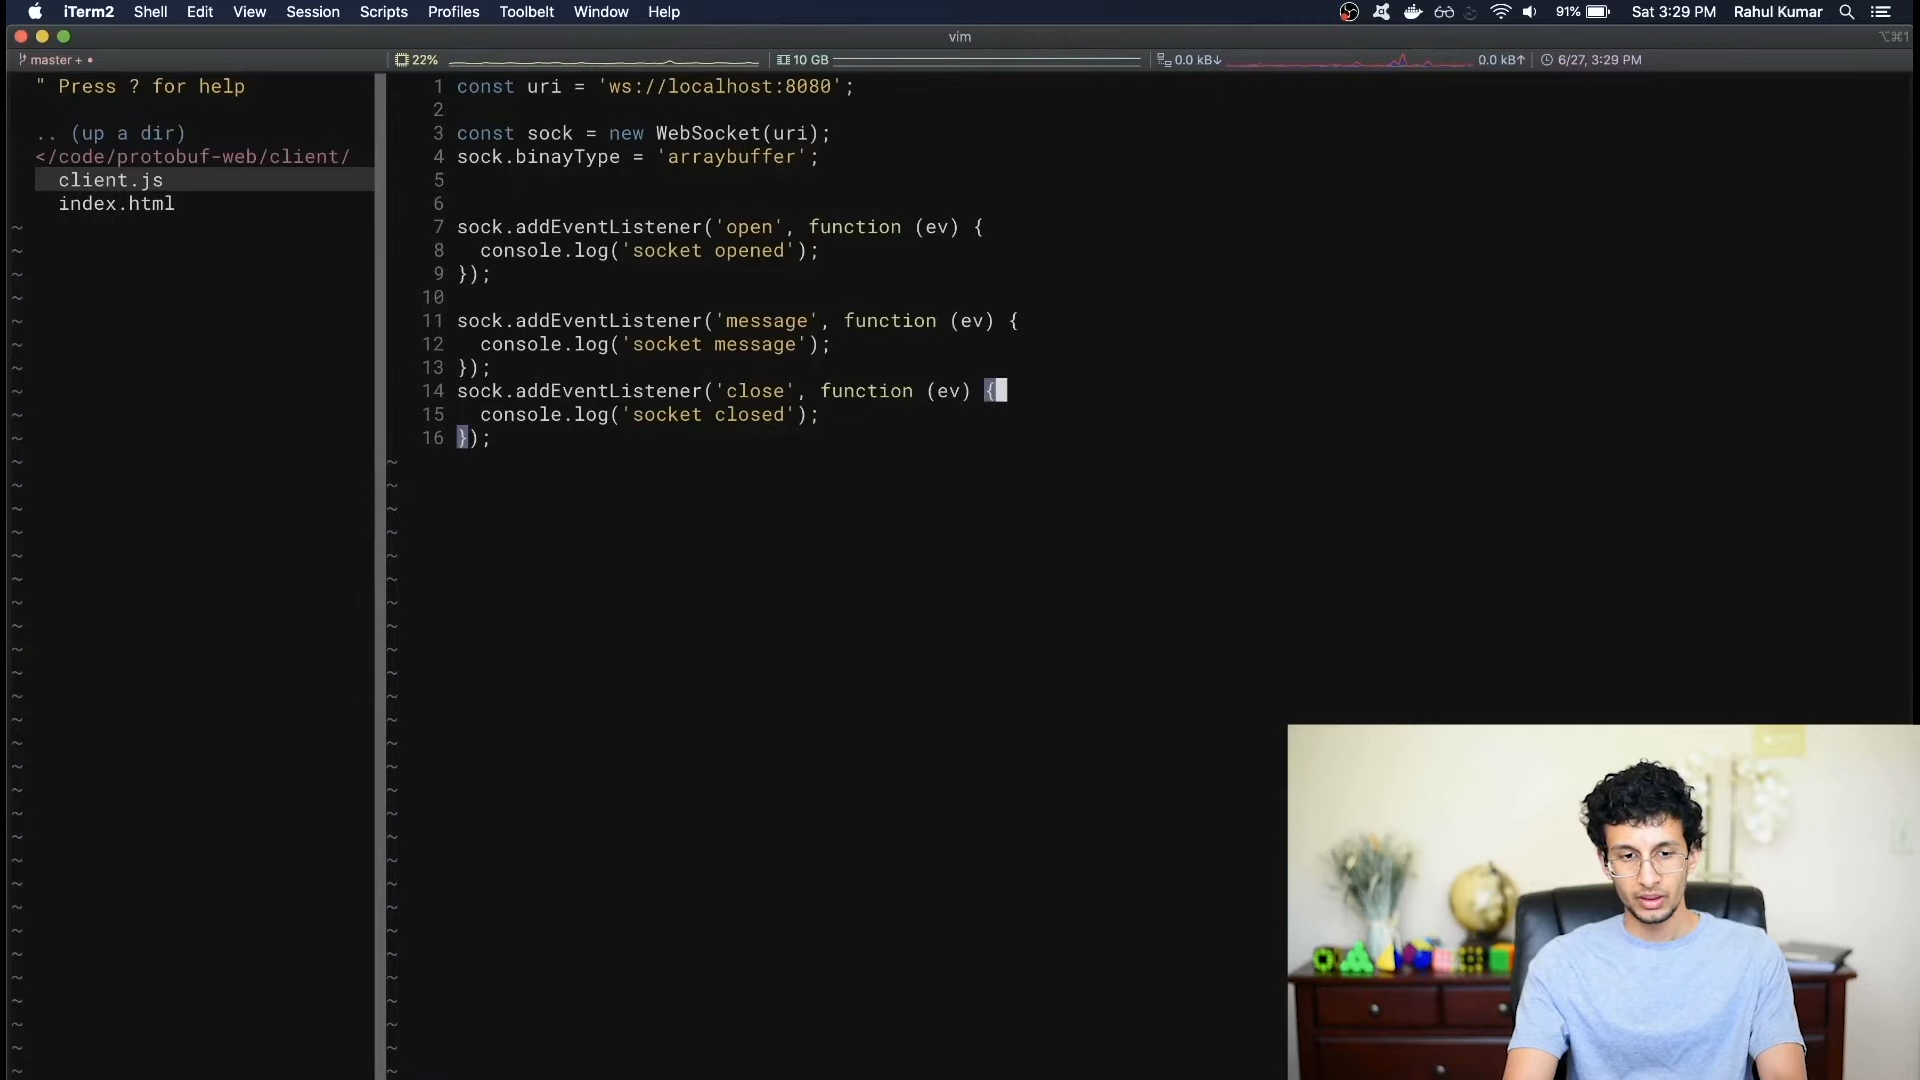 iTerm2 Shell Edit View Session Scripts Profiles Toolbelt Window Help 91% Sat 3:29 PM Rahul Kumar
vim ⌥⌘1
master + • 22% 10 GB 0.0 kB↓ 0.0 kB↑ 6/27, 3:29 PM
" Press ? for help
.. (up a dir)
</code/protobuf-web/client/
client.js
index.html
1 const uri = 'ws://localhost:8080';
2
3 const sock = new WebSocket(uri);
4 sock.binayType = 'arraybuffer';
5
6
7 sock.addEventListener('open', function (ev) {
8 console.log('socket opened');
9 });
10
11 sock.addEventListener('message', function (ev) {
12 console.log('socket message');
13 });
14 sock.addEventListener('close', function (ev) {
15 console.log('socket closed');
16 });